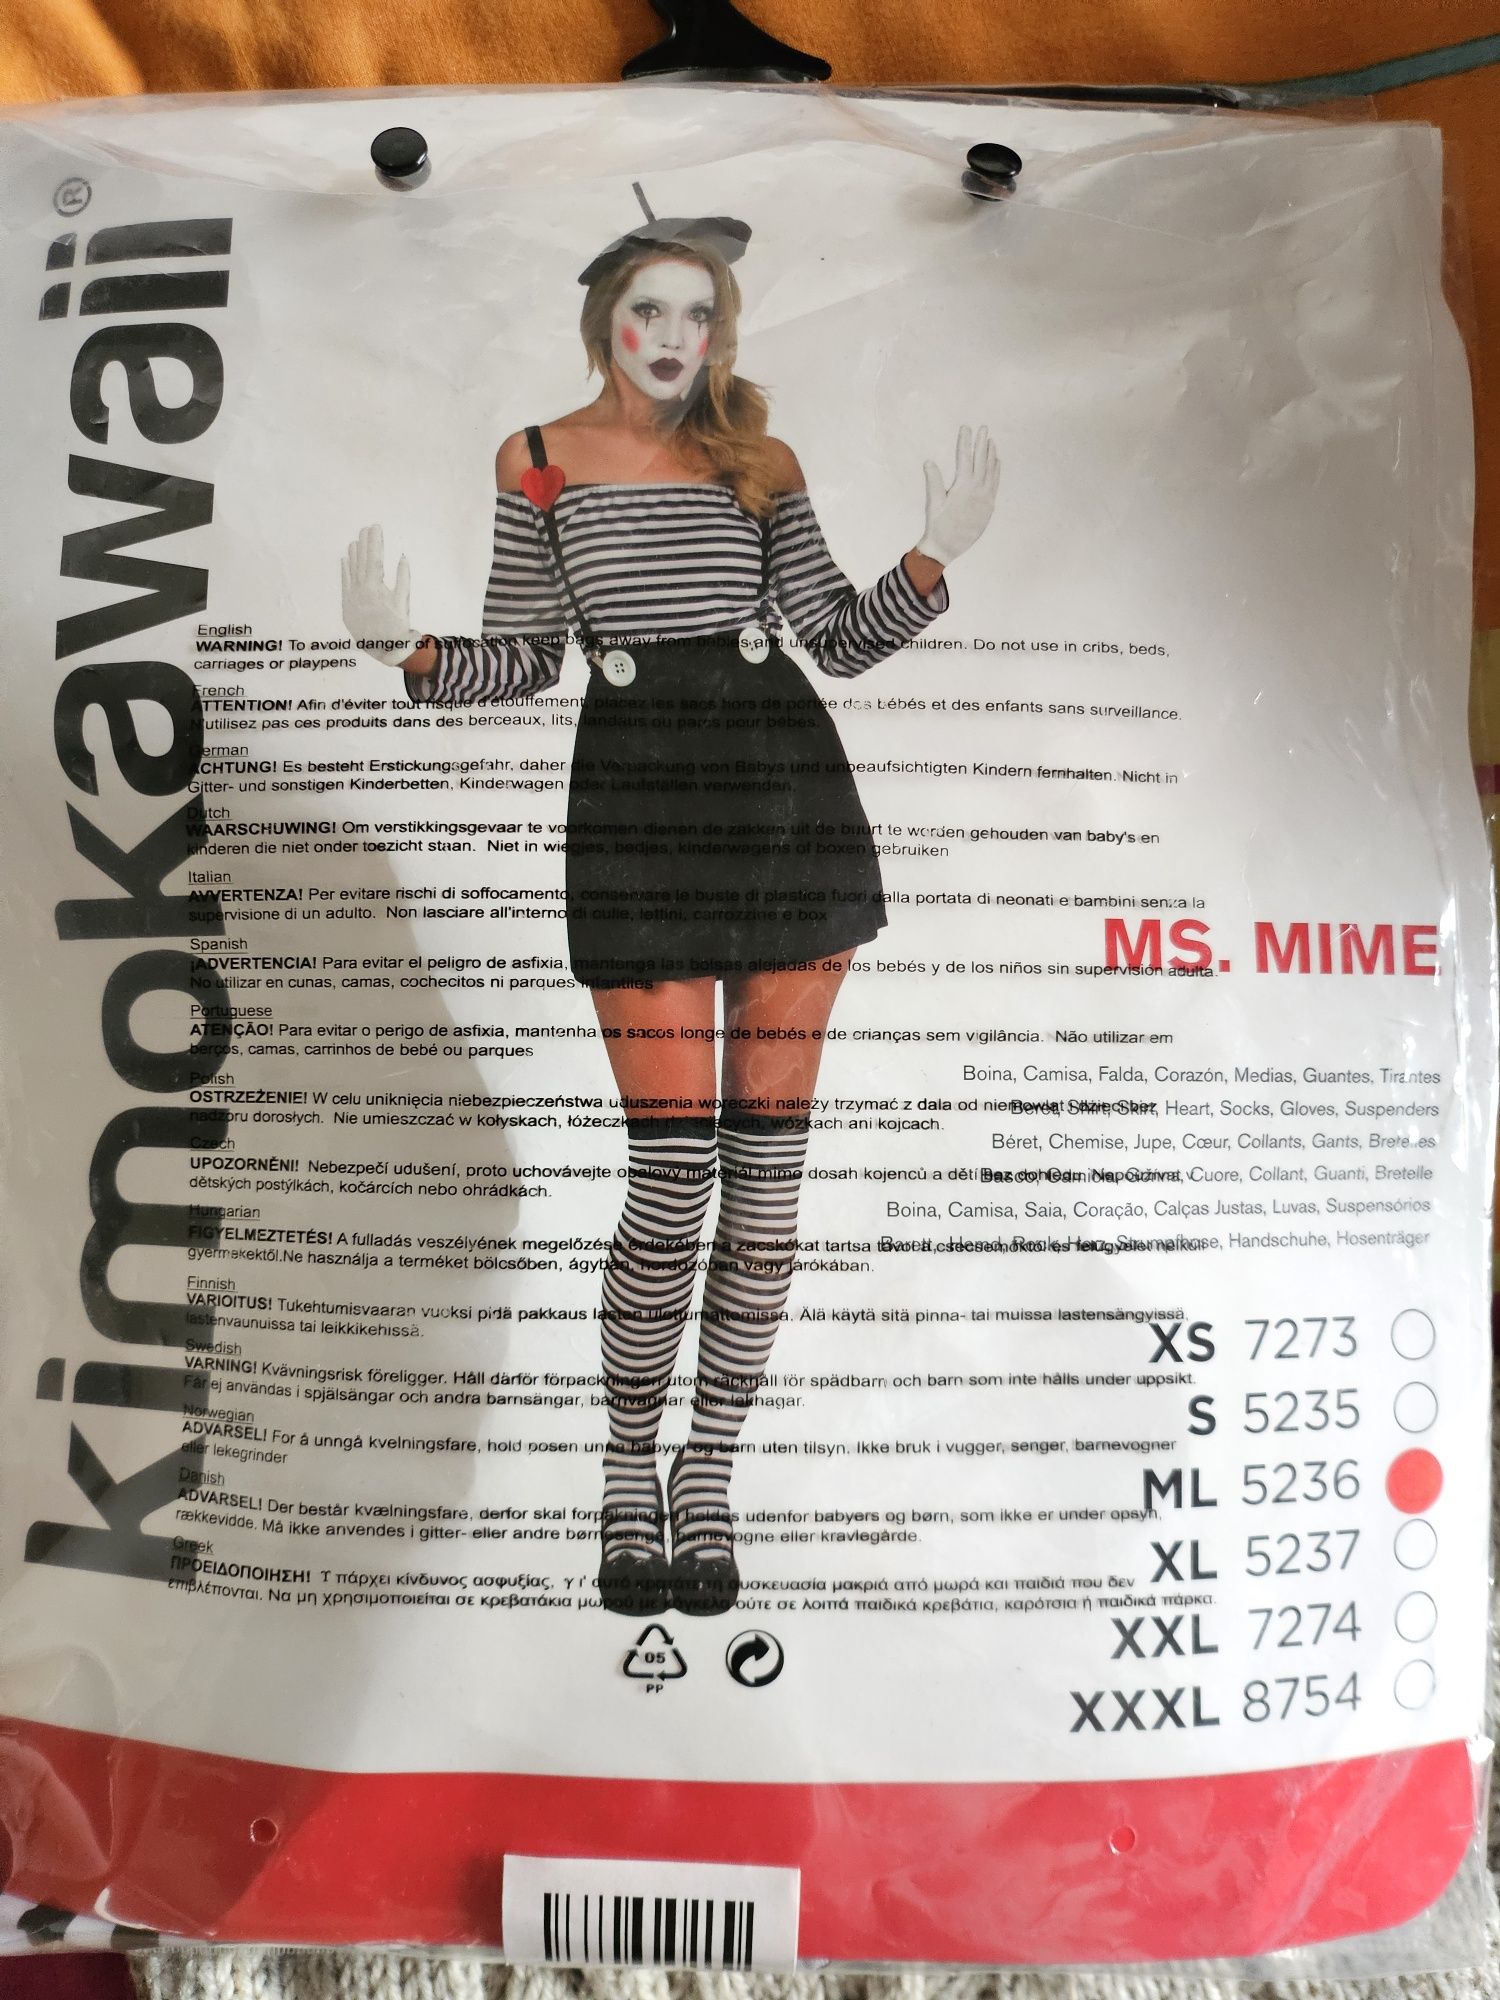 kimokawaii®
English
WARNING! To avoid danger of suffocation keep bags away from babies and unsupervised children. Do not use in cribs, beds,
carriages or playpens
French
ATTENTION! Afin d'éviter tout risque d'étouffement, placez les sacs hors de portée des bébés et des enfants sans surveillance.
N'utilisez pas ces produits dans des berceaux, lits, landaus ou parcs pour bébés.
German
ACHTUNG! Es besteht Erstickungsgefahr, daher die Verpackung von Babys und unbeaufsichtigten Kindern fernhalten. Nicht in
Gitter- und sonstigen Kinderbetten, Kinderwagen oder Laufställen verwenden.
Dutch
WAARSCHUWING! Om verstikkingsgevaar te voorkomen dienen de zakken uit de buurt te worden gehouden van baby's en
kinderen die niet onder toezicht staan. Niet in wiegjes, bedjes, kinderwagens of boxen gebruiken
Italian
AVVERTENZA! Per evitare rischi di soffocamento, conservare le buste di plastica fuori dalla portata di neonati e bambini senza la
supervisione di un adulto. Non lasciare all'interno di culle, lettini, carrozzine e box
Spanish
¡ADVERTENCIA! Para evitar el peligro de asfixia, mantenga las bolsas alejadas de los bebés y de los niños sin supervisión adulta.
No utilizar en cunas, camas, cochecitos ni parques infantiles
Portuguese
ATENÇÃO! Para evitar o perigo de asfixia, mantenha os sacos longe de bebés e de crianças sem vigilância. Não utilizar em
berços, camas, carrinhos de bebé ou parques
Polish
OSTRZEŻENIE! W celu uniknięcia niebezpieczeństwa uduszenia woreczki należy trzymać z dala od niemowląt i dzieci bez
nadzoru dorosłych. Nie umieszczać w kołyskach, łóżeczkach dziecięcych, wózkach ani kojcach.
Czech
UPOZORNĚNI! Nebezpečí udušení, proto uchovávejte obalový materiál mimo dosah kojenců a dětí bez dohledu. Nepoužívat v
dětských postýlkách, kočárcích nebo ohrádkách.
Hungarian
FIGYELMEZTETÉS! A fulladás veszélyének megelőzése érdekében a zacskókat tartsa távol a csecsemőktől és felügyelet nélküli
gyermekektől.Ne használja a terméket bölcsőben, ágyban, hordozóban vagy járókában.
Finnish
VAROITUS! Tukehtumisvaaran vuoksi pidä pakkaus lasten ulottumattomissa. Älä käytä sitä pinna- tai muissa lastensängyissä,
lastenvaunuissa tai leikkikehissä.
Swedish
VARNING! Kvävningsrisk föreligger. Håll därför förpackningen utom räckhåll för spädbarn och barn som inte hålls under uppsikt.
Får ej användas i spjälsängar och andra barnsängar, barnvagnar eller lekhagar.
Norwegian
ADVARSEL! For å unngå kvelningsfare, hold posen unna babyer og barn uten tilsyn. Ikke bruk i vugger, senger, barnevogner
eller lekegrinder
Danish
ADVARSEL! Der består kvælningsfare, derfor skal forpakningen holdes udenfor babyers og børn, som ikke er under opsyn,
rækkevidde. Må ikke anvendes i gitter- eller andre børnesenge, barnevogne eller kravlegårde.
Greek
ΠΡΟΕΙΔΟΠΟΙΗΣΗ! Υπάρχει κίνδυνος ασφυξίας, γι' αυτό κρατάτε τη συσκευασία μακριά από μωρά και παιδιά που δεν
επιβλέπονται. Να μη χρησιμοποιείται σε κρεβατάκια μωρού με κάγκελα ούτε σε λοιπά παιδικά κρεβάτια, καρότσια ή παιδικά πάρκα.
05
PP
MS. MIME
Boina, Camisa, Falda, Corazón, Medias, Guantes, Tirantes
Beret, Shirt, Skirt, Heart, Socks, Gloves, Suspenders
Béret, Chemise, Jupe, Cœur, Collants, Gants, Bretelles
Basco, Camicia, Gonna, Cuore, Collant, Guanti, Bretelle
Boina, Camisa, Saia, Coração, Calças Justas, Luvas, Suspensórios
Barett, Hemd, Rock, Herz, Strumpfhose, Handschuhe, Hosenträger
XS 7273
S 5235
ML 5236
XL 5237
XXL 7274
XXXL 8754